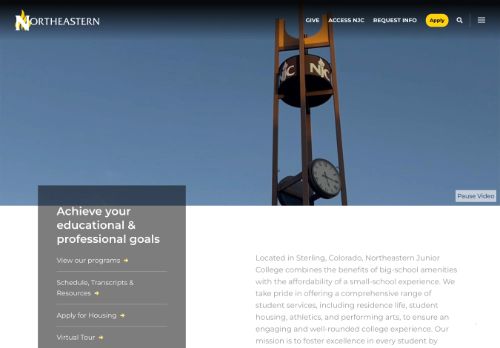 NORTHEASTERN
GIVE ACCESS NJC REQUEST INFO Apply
NJC
Pause Video
Achieve your
educational &
professional goals
View our programs ➔
Schedule, Transcripts &
Resources ➔
Apply for Housing ➔
Virtual Tour ➔
Located in Sterling, Colorado, Northeastern Junior
College combines the benefits of big-school amenities
with the affordability of a small-school experience. We
take pride in offering a comprehensive range of
student services, including residence life, student
housing, athletics, and performing arts, to ensure an
engaging and well-rounded college experience. Our
mission is to foster excellence in every student by